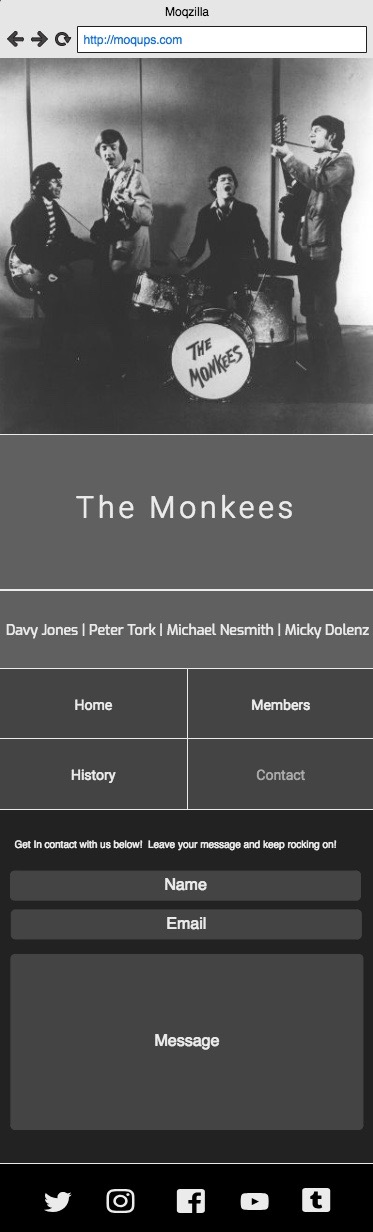 Moqzilla
http://moqups.com
THE
MONKEES
The Monkees
Davy Jones | Peter Tork | Michael Nesmith | Micky Dolenz
Home
Members
History
Contact
Get In contact with us below! Leave your message and keep rocking on!
Name
Email
Message